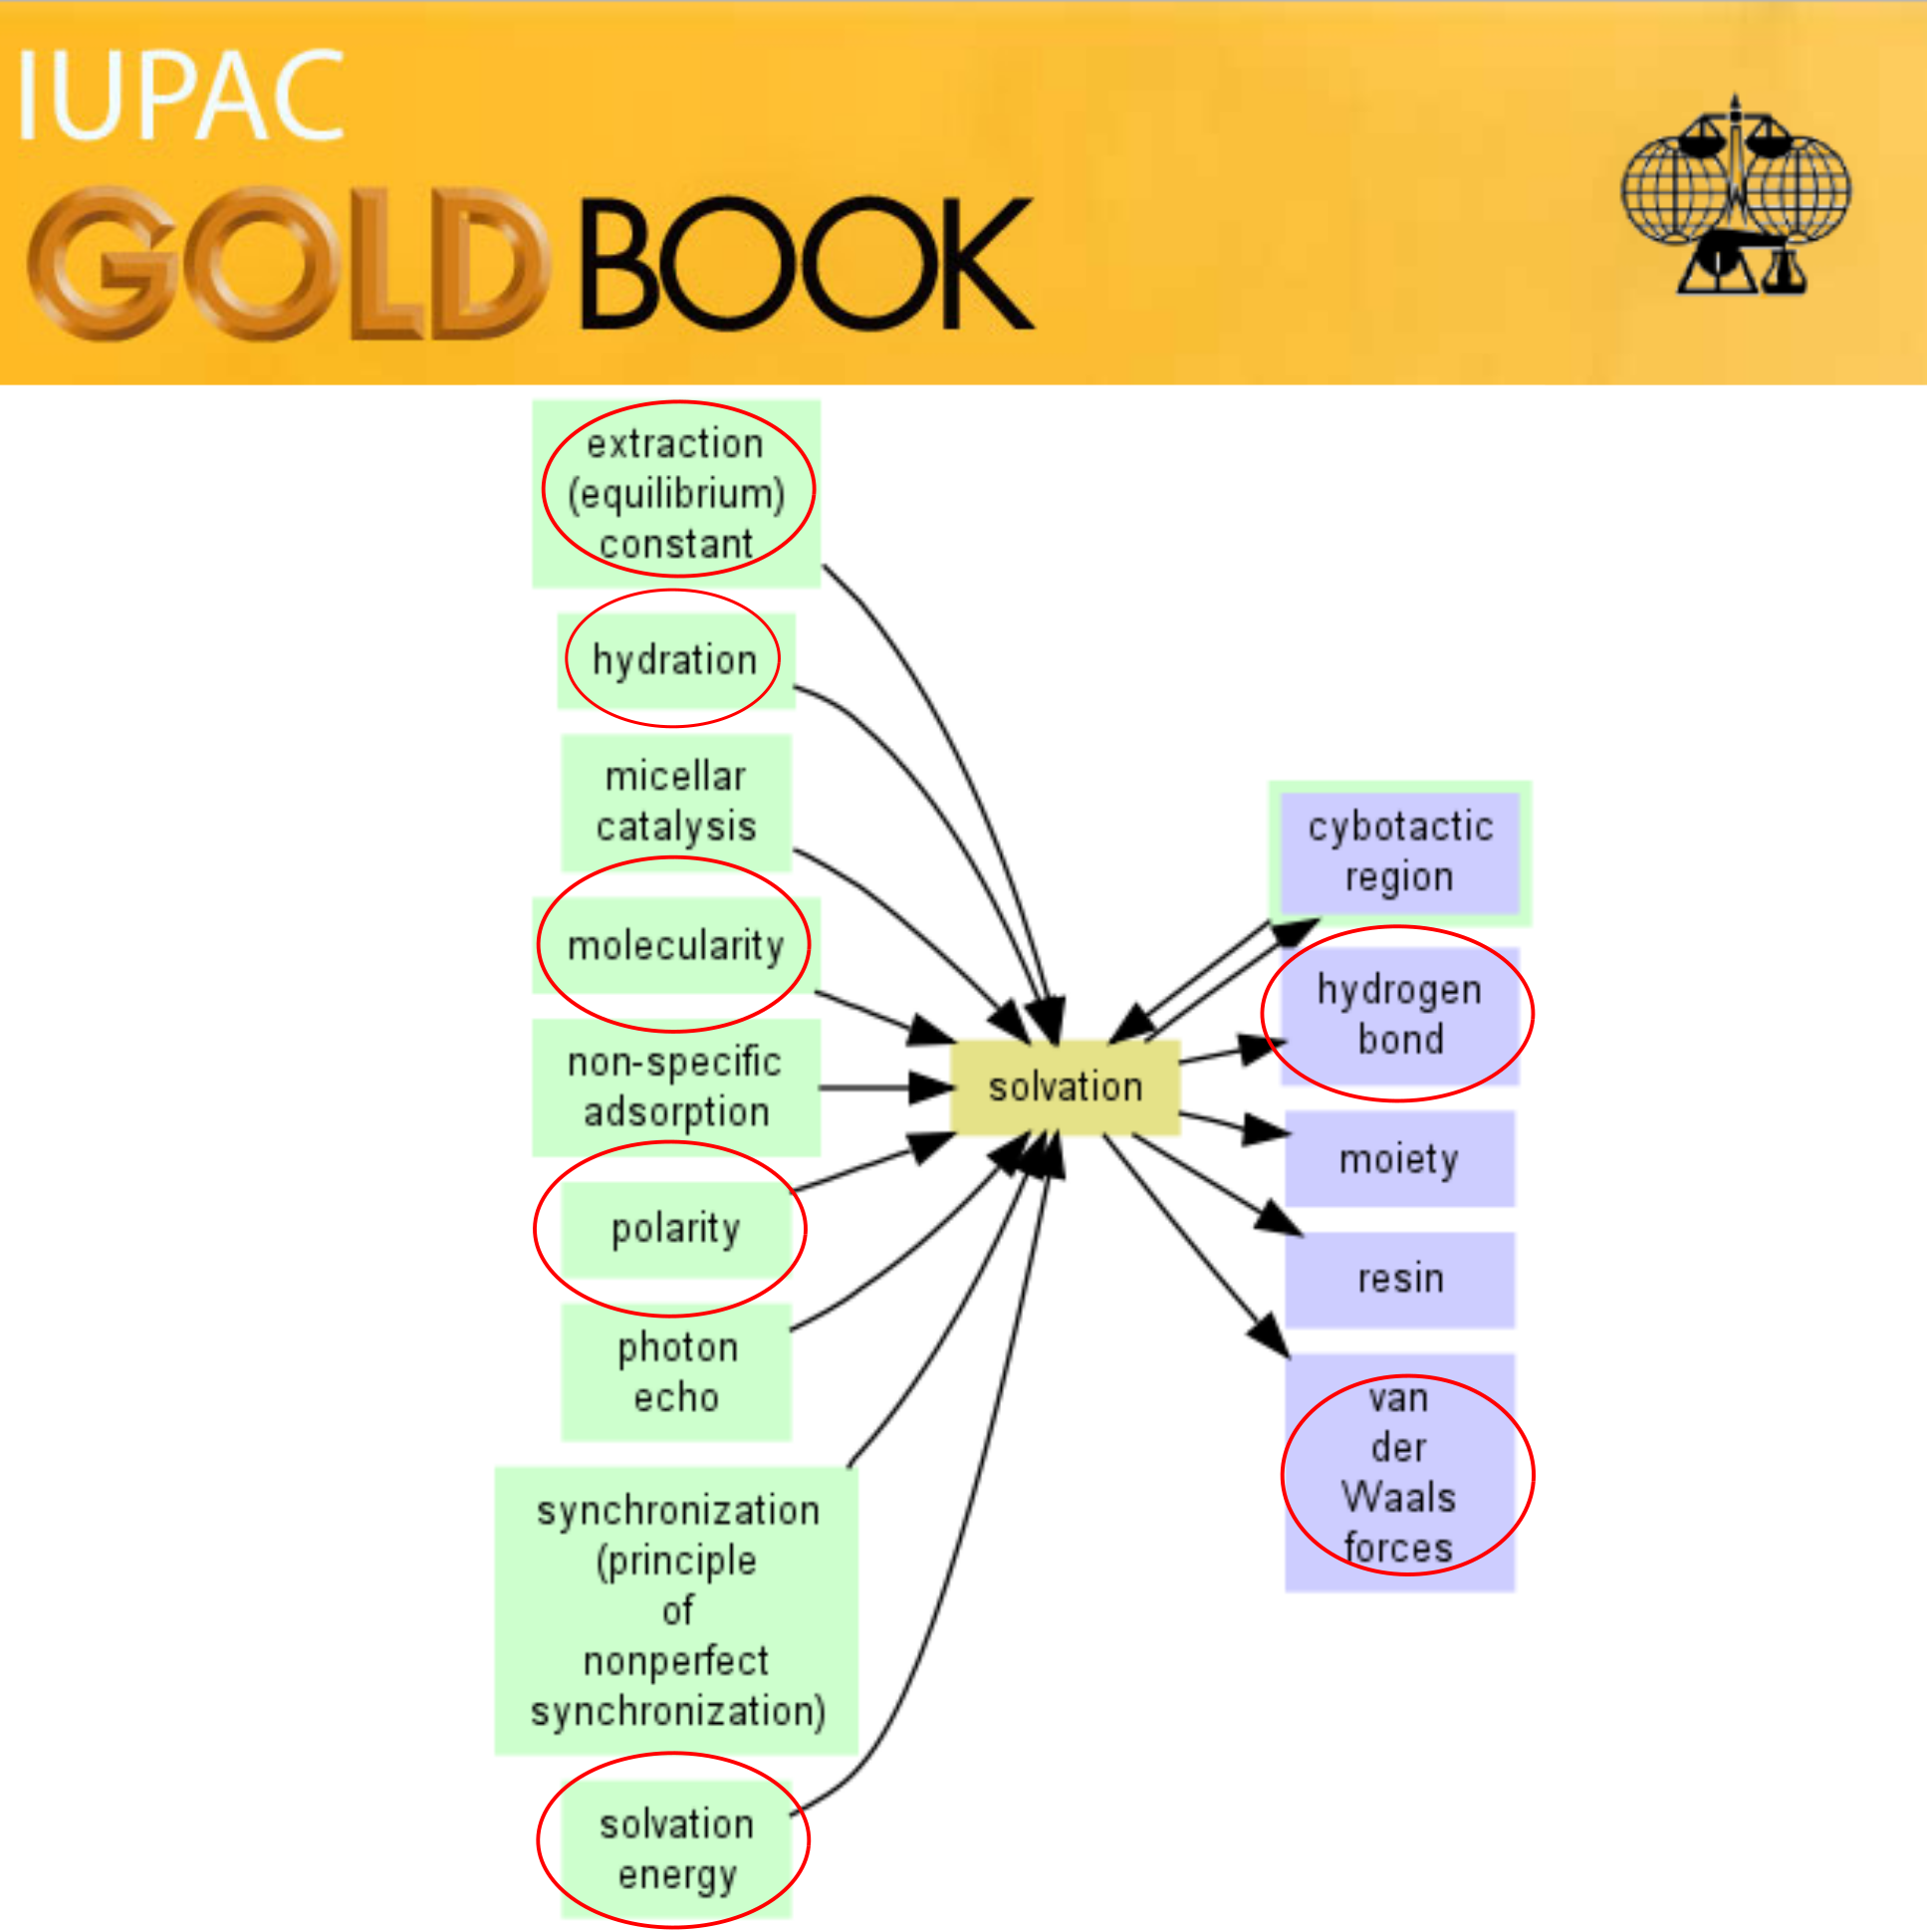 IUPAC
GOLD BOOK
extraction
(equilibrium)
constant
hydration
micellar
catalysis
molecularity
non-specific
adsorption
polarity
photon
echo
synchronization
(principle
of
nonperfect
synchronization)
solvation
energy
solvation
cybotactic
region
hydrogen
bond
moiety
resin
van
der
Waals
forces